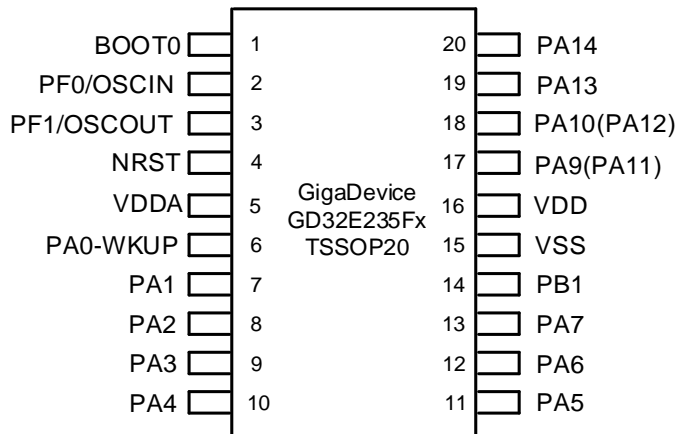 BOOT0 1 20 PA14
PF0/OSCIN 2 19 PA13
PF1/OSCOUT 3 18 PA10(PA12)
NRST 4 17 PA9(PA11)
VDDA 5 GigaDevice 16 VDD
GD32E235Fx
PA0-WKUP 6 TSSOP20 15 VSS
PA1 7 14 PB1
PA2 8 13 PA7
PA3 9 12 PA6
PA4 10 11 PA5